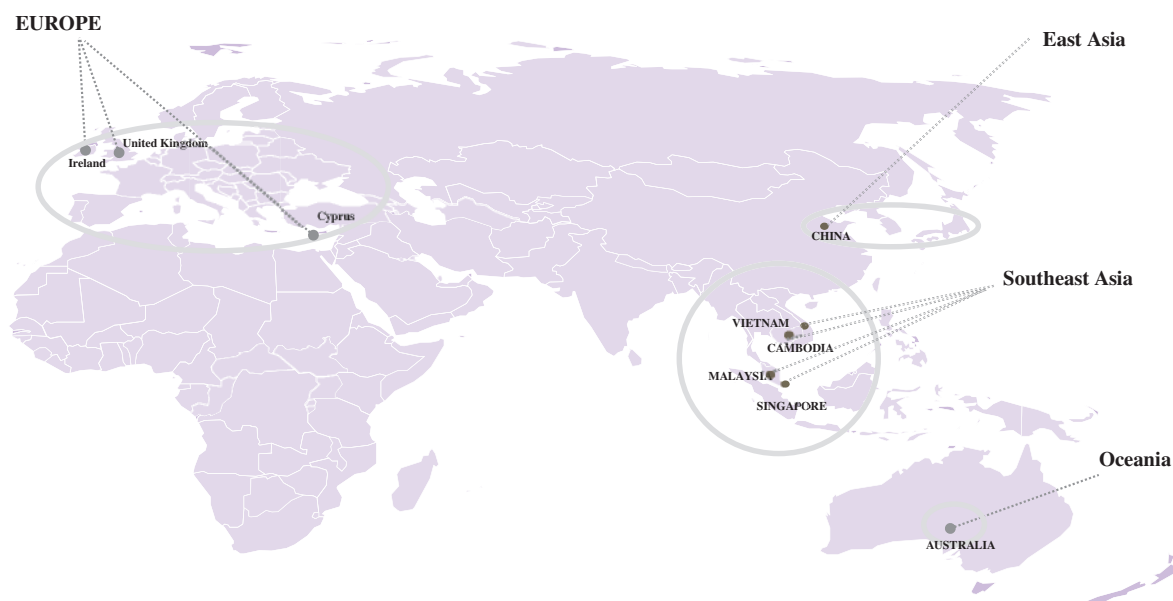 EUROPE
East Asia
United Kingdom
Ireland
Cyprus
CHINA
Southeast Asia
VIETNAM
CAMBODIA
MALAYSIA
SINGAPORE
Oceania
AUSTRALIA